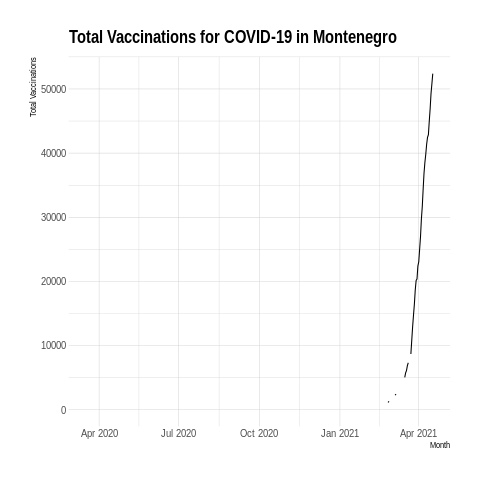 Total Vaccinations for COVID-19 in Montenegro
Total Vaccinations
50000
40000
30000
20000
10000
0
Apr 2020 Jul 2020 Oct 2020 Jan 2021 Apr 2021
Month